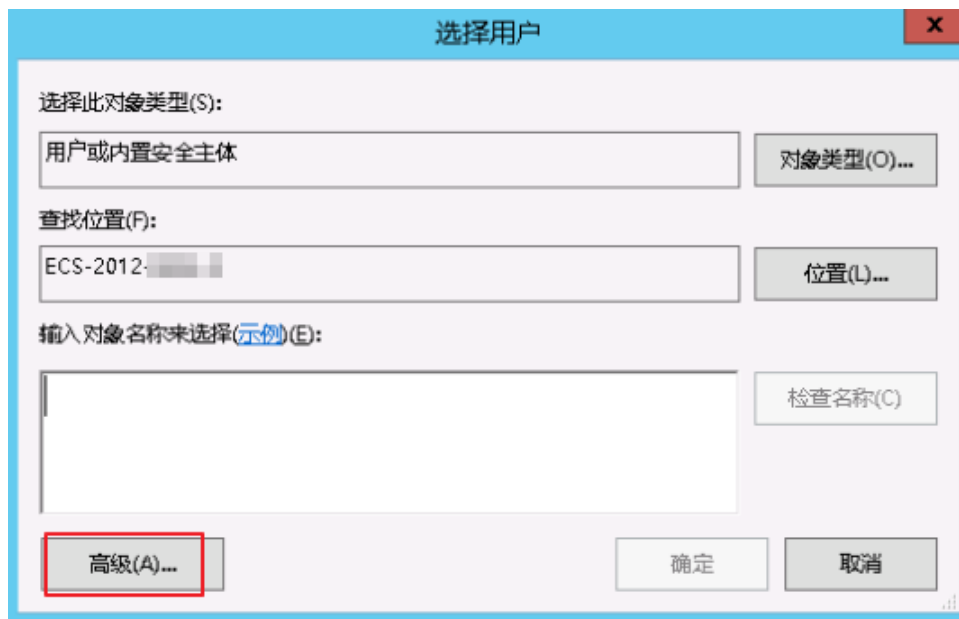 选择用户
x
选择此对象类型(S):
用户或内置安全主体
对象类型(O)...
查找位置(F):
ECS-2012-
位置(L)...
输入对象名称来选择(示例)(E):
检查名称(C)
高级(A)...
确定
取消